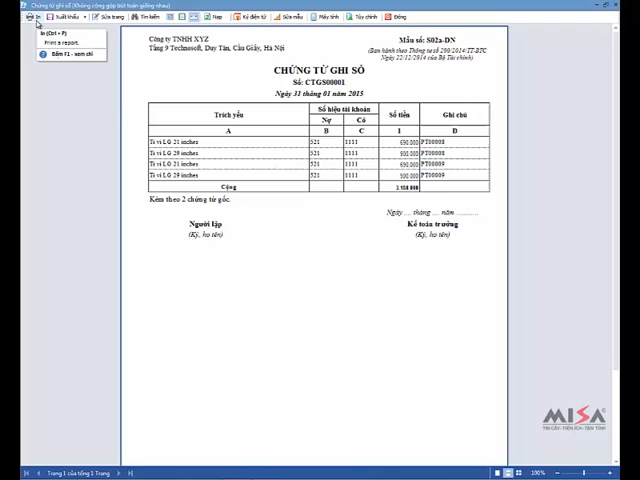 Chứng từ ghi sổ (Không cộng gộp bút toán giống nhau)
In Xuất khẩu Sửa trang Tìm kiếm Nạp Ký điện tử Sửa mẫu Máy tính Tùy chỉnh Đóng
In (Ctrl + P)
Print a report.
Bấm F1 - xem chi
Công ty TNHH XYZ
Tầng 9 Technosoft, Duy Tân, Cầu Giấy, Hà Nội
Mẫu số: S02a-DN
(Ban hành theo Thông tư số 200/2014/TT-BTC
Ngày 22/12/2014 của Bộ Tài chính)
CHỨNG TỪ GHI SỔ
Số: CTGS00001
Ngày 31 tháng 01 năm 2015
Trích yếu Số hiệu tài khoản Số tiền Ghi chú
Nợ Có
A B C 1 D
Ti vi LG 21 inches 521 1111 PT00008
Ti vi LG 29 inches 521 1111 PT00008
Ti vi LG 21 inches 521 1111 PT00009
Ti vi LG 29 inches 521 1111 PT00009
Cộng
Kèm theo 2 chứng từ gốc.
Ngày .... tháng .... năm ............
Người lập
(Ký, họ tên)
Kế toán trưởng
(Ký, họ tên)
MISA
TIN CẬY-TIỆN ÍCH-TẬN TÌNH
Trang 1 của tổng 1 Trang
100%